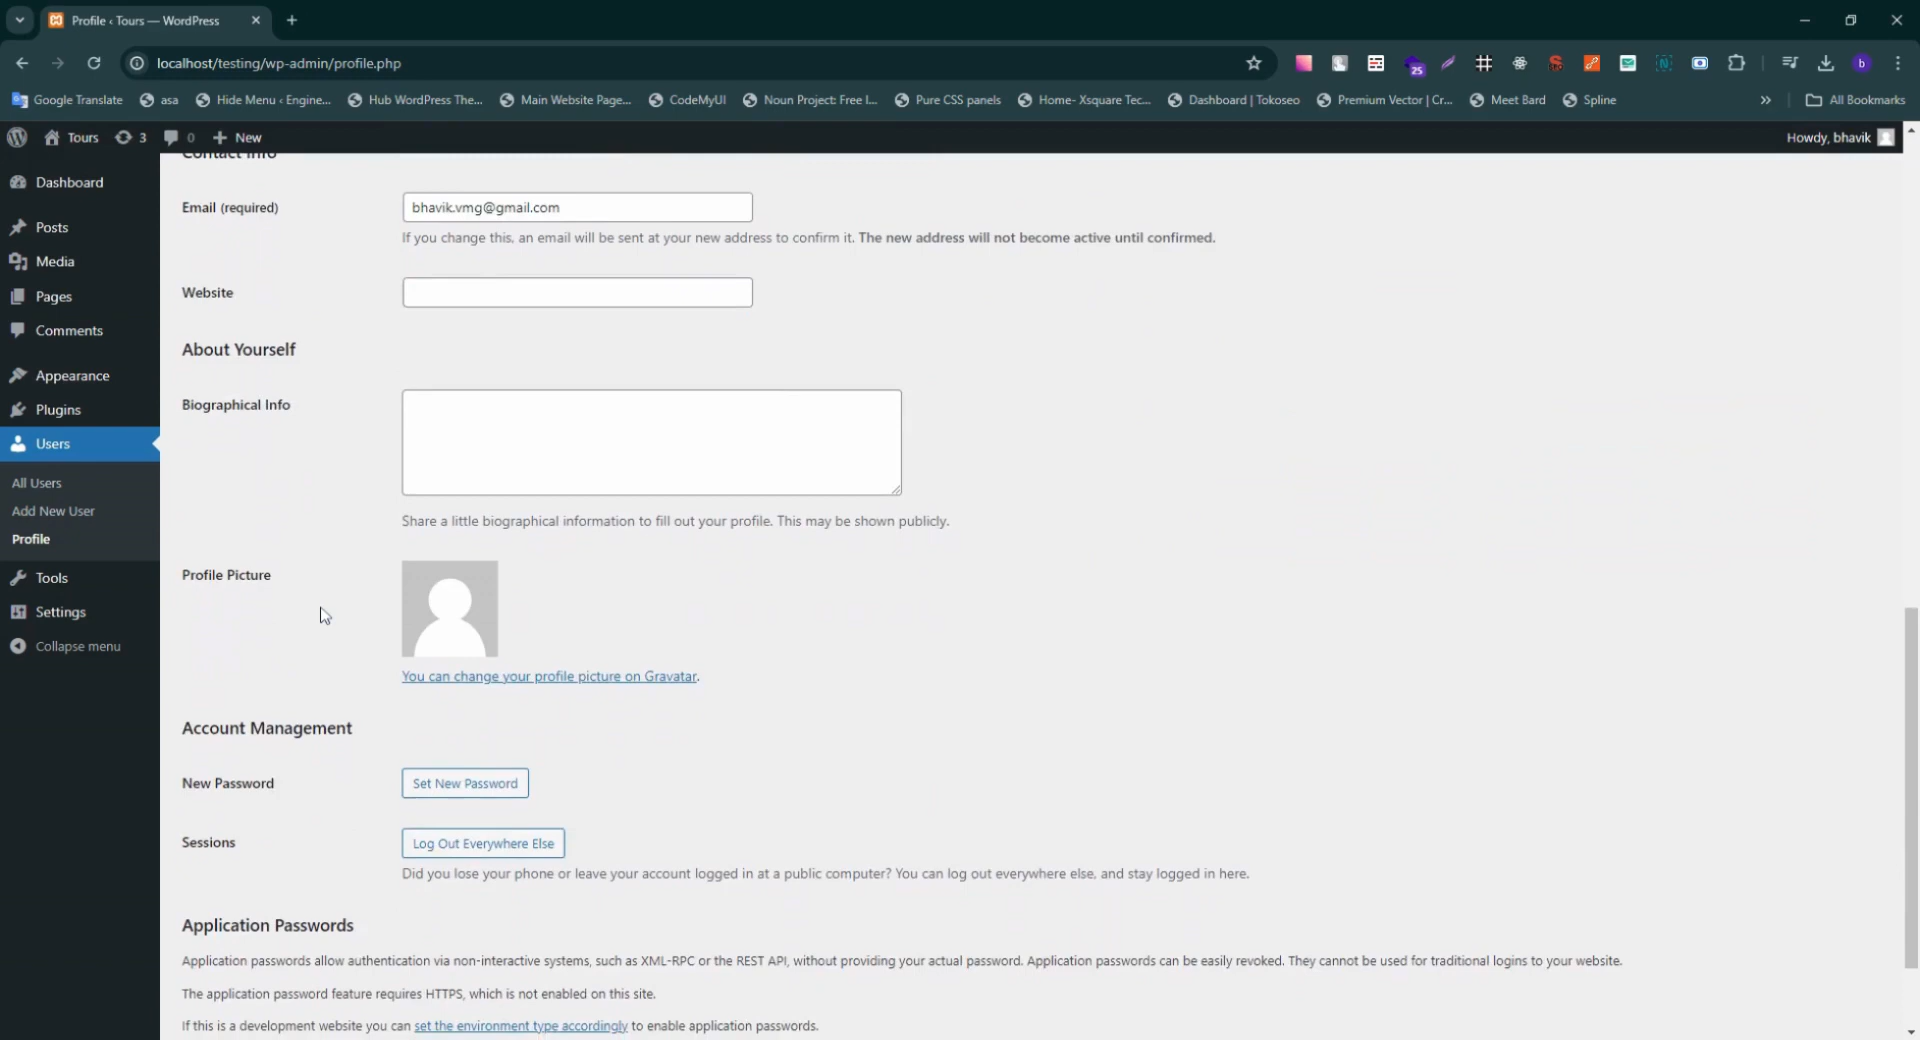 Profile ‹ Tours — WordPress
localhost/testing/wp-admin/profile.php
25
Google Translate
asa
Hide Menu ‹ Engine...
Hub WordPress The...
Main Website Page...
CodeMyUI
Noun Project: Free I...
Pure CSS panels
Home- Xsquare Tec...
Dashboard | Tokoseo
Premium Vector | Cr...
Meet Bard
Spline
»
All Bookmarks
Tours
3
0
New
Howdy, bhavik
Dashboard
Posts
Media
Pages
Comments
Appearance
Plugins
Users
All Users
Add New User
Profile
Tools
Settings
Collapse menu
Contact Info
Email (required)
bhavik.vmg@gmail.com
If you change this, an email will be sent at your new address to confirm it. The new address will not become active until confirmed.
Website
About Yourself
Biographical Info
Share a little biographical information to fill out your profile. This may be shown publicly.
Profile Picture
You can change your profile picture on Gravatar.
Account Management
New Password
Set New Password
Sessions
Log Out Everywhere Else
Did you lose your phone or leave your account logged in at a public computer? You can log out everywhere else, and stay logged in here.
Application Passwords
Application passwords allow authentication via non-interactive systems, such as XML-RPC or the REST API, without providing your actual password. Application passwords can be easily revoked. They cannot be used for traditional logins to your website.
The application password feature requires HTTPS, which is not enabled on this site.
If this is a development website you can set the environment type accordingly to enable application passwords.